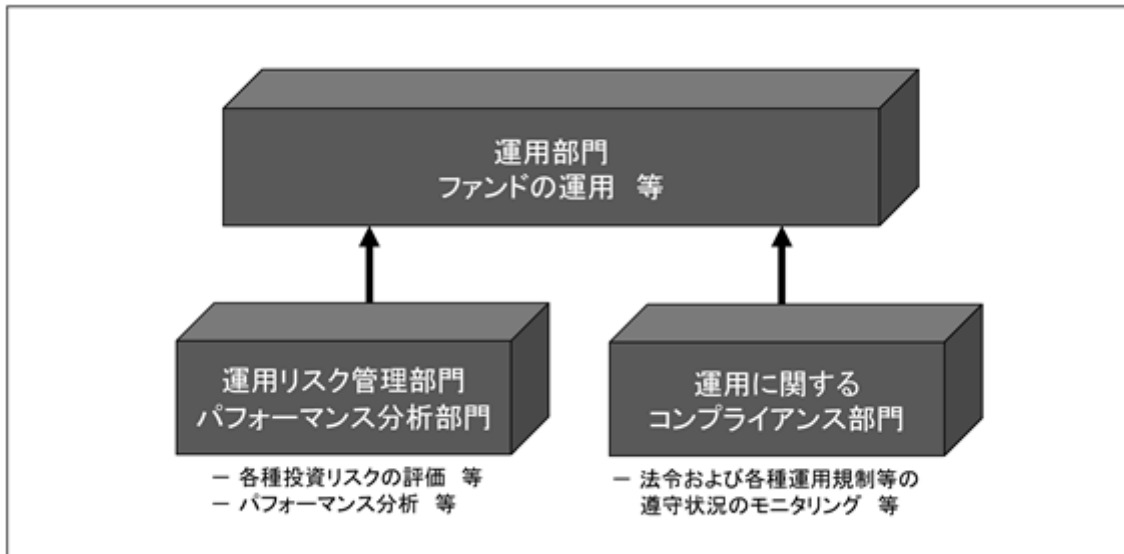 運用部門
ファンドの運用 等
運用リスク管理部門
パフォーマンス分析部門
運用に関する
コンプライアンス部門
－ 各種投資リスクの評価 等
－ パフォーマンス分析 等
－ 法令および各種運用規制等の
遵守状況のモニタリング 等